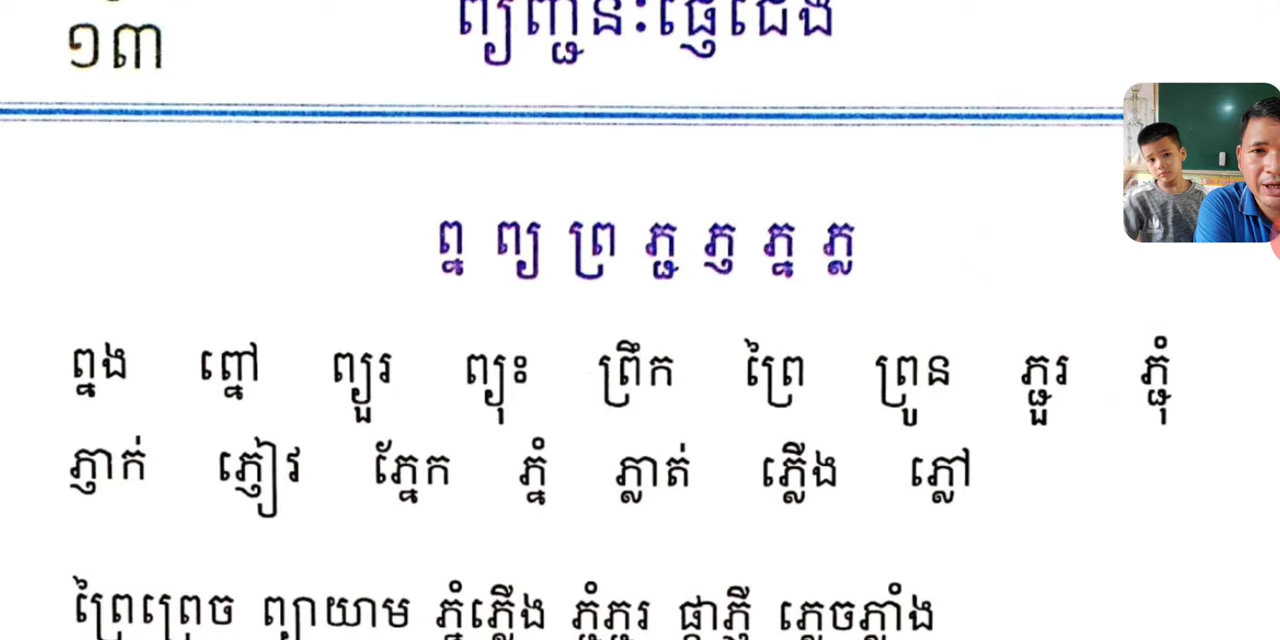 ១៣
ព្យញ្ជនៈផ្ញើជើង
ព្ន ព្យ ព្រ ភ្ជ ភ្ញ ភ្ន ភ្ល
ព្នង ព្នៅ ព្យួរ ព្យុះ ព្រឹក ព្រៃ ព្រូន ភ្ជួរ ភ្ជុំ
ភ្ញាក់ ភ្ញៀវ ភ្នែក ភ្នំ ភ្លាត់ ភ្លើង ភ្លៅ
ព្រៃព្រេច ព្យាយាម ភ្នំភ្លើង ភ្ជុំភ្ជួរ ផ្កាភ្ញី ភ្លេចភ្លាំង